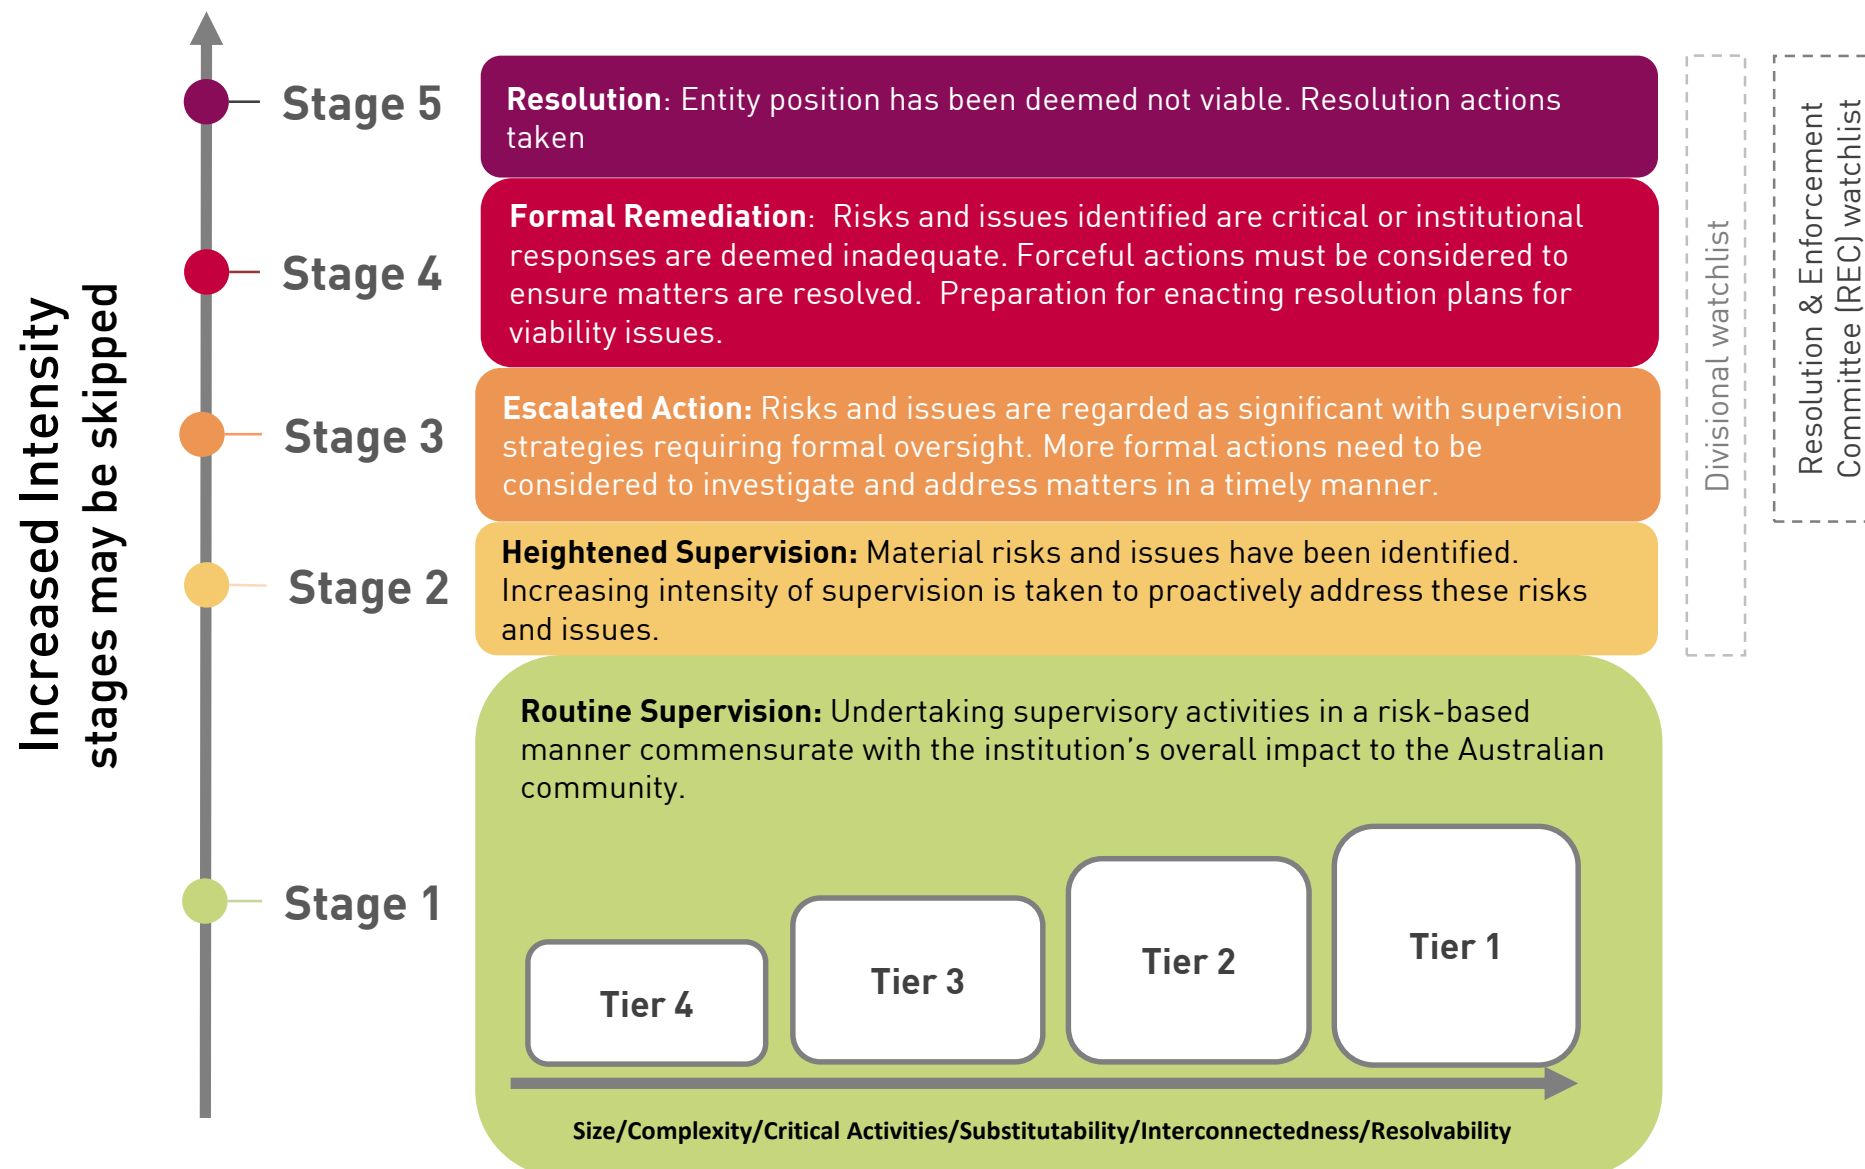 Increased Intensity
stages may be skipped
Stage 5
Resolution: Entity position has been deemed not viable. Resolution actions
taken
Stage 4
Formal Remediation:  Risks and issues identified are critical or institutional
responses are deemed inadequate. Forceful actions must be considered to
ensure matters are resolved.  Preparation for enacting resolution plans for
viability issues.
Stage 3
Escalated Action: Risks and issues are regarded as significant with supervision
strategies requiring formal oversight. More formal actions need to be
considered to investigate and address matters in a timely manner.
Stage 2
Heightened Supervision: Material risks and issues have been identified.
Increasing intensity of supervision is taken to proactively address these risks
and issues.
Stage 1
Routine Supervision: Undertaking supervisory activities in a risk-based
manner commensurate with the institution’s overall impact to the Australian
community.
Tier 4
Tier 3
Tier 2
Tier 1
Size/Complexity/Critical Activities/Substitutability/Interconnectedness/Resolvability
Divisional watchlist
Resolution & Enforcement
Committee (REC) watchlist